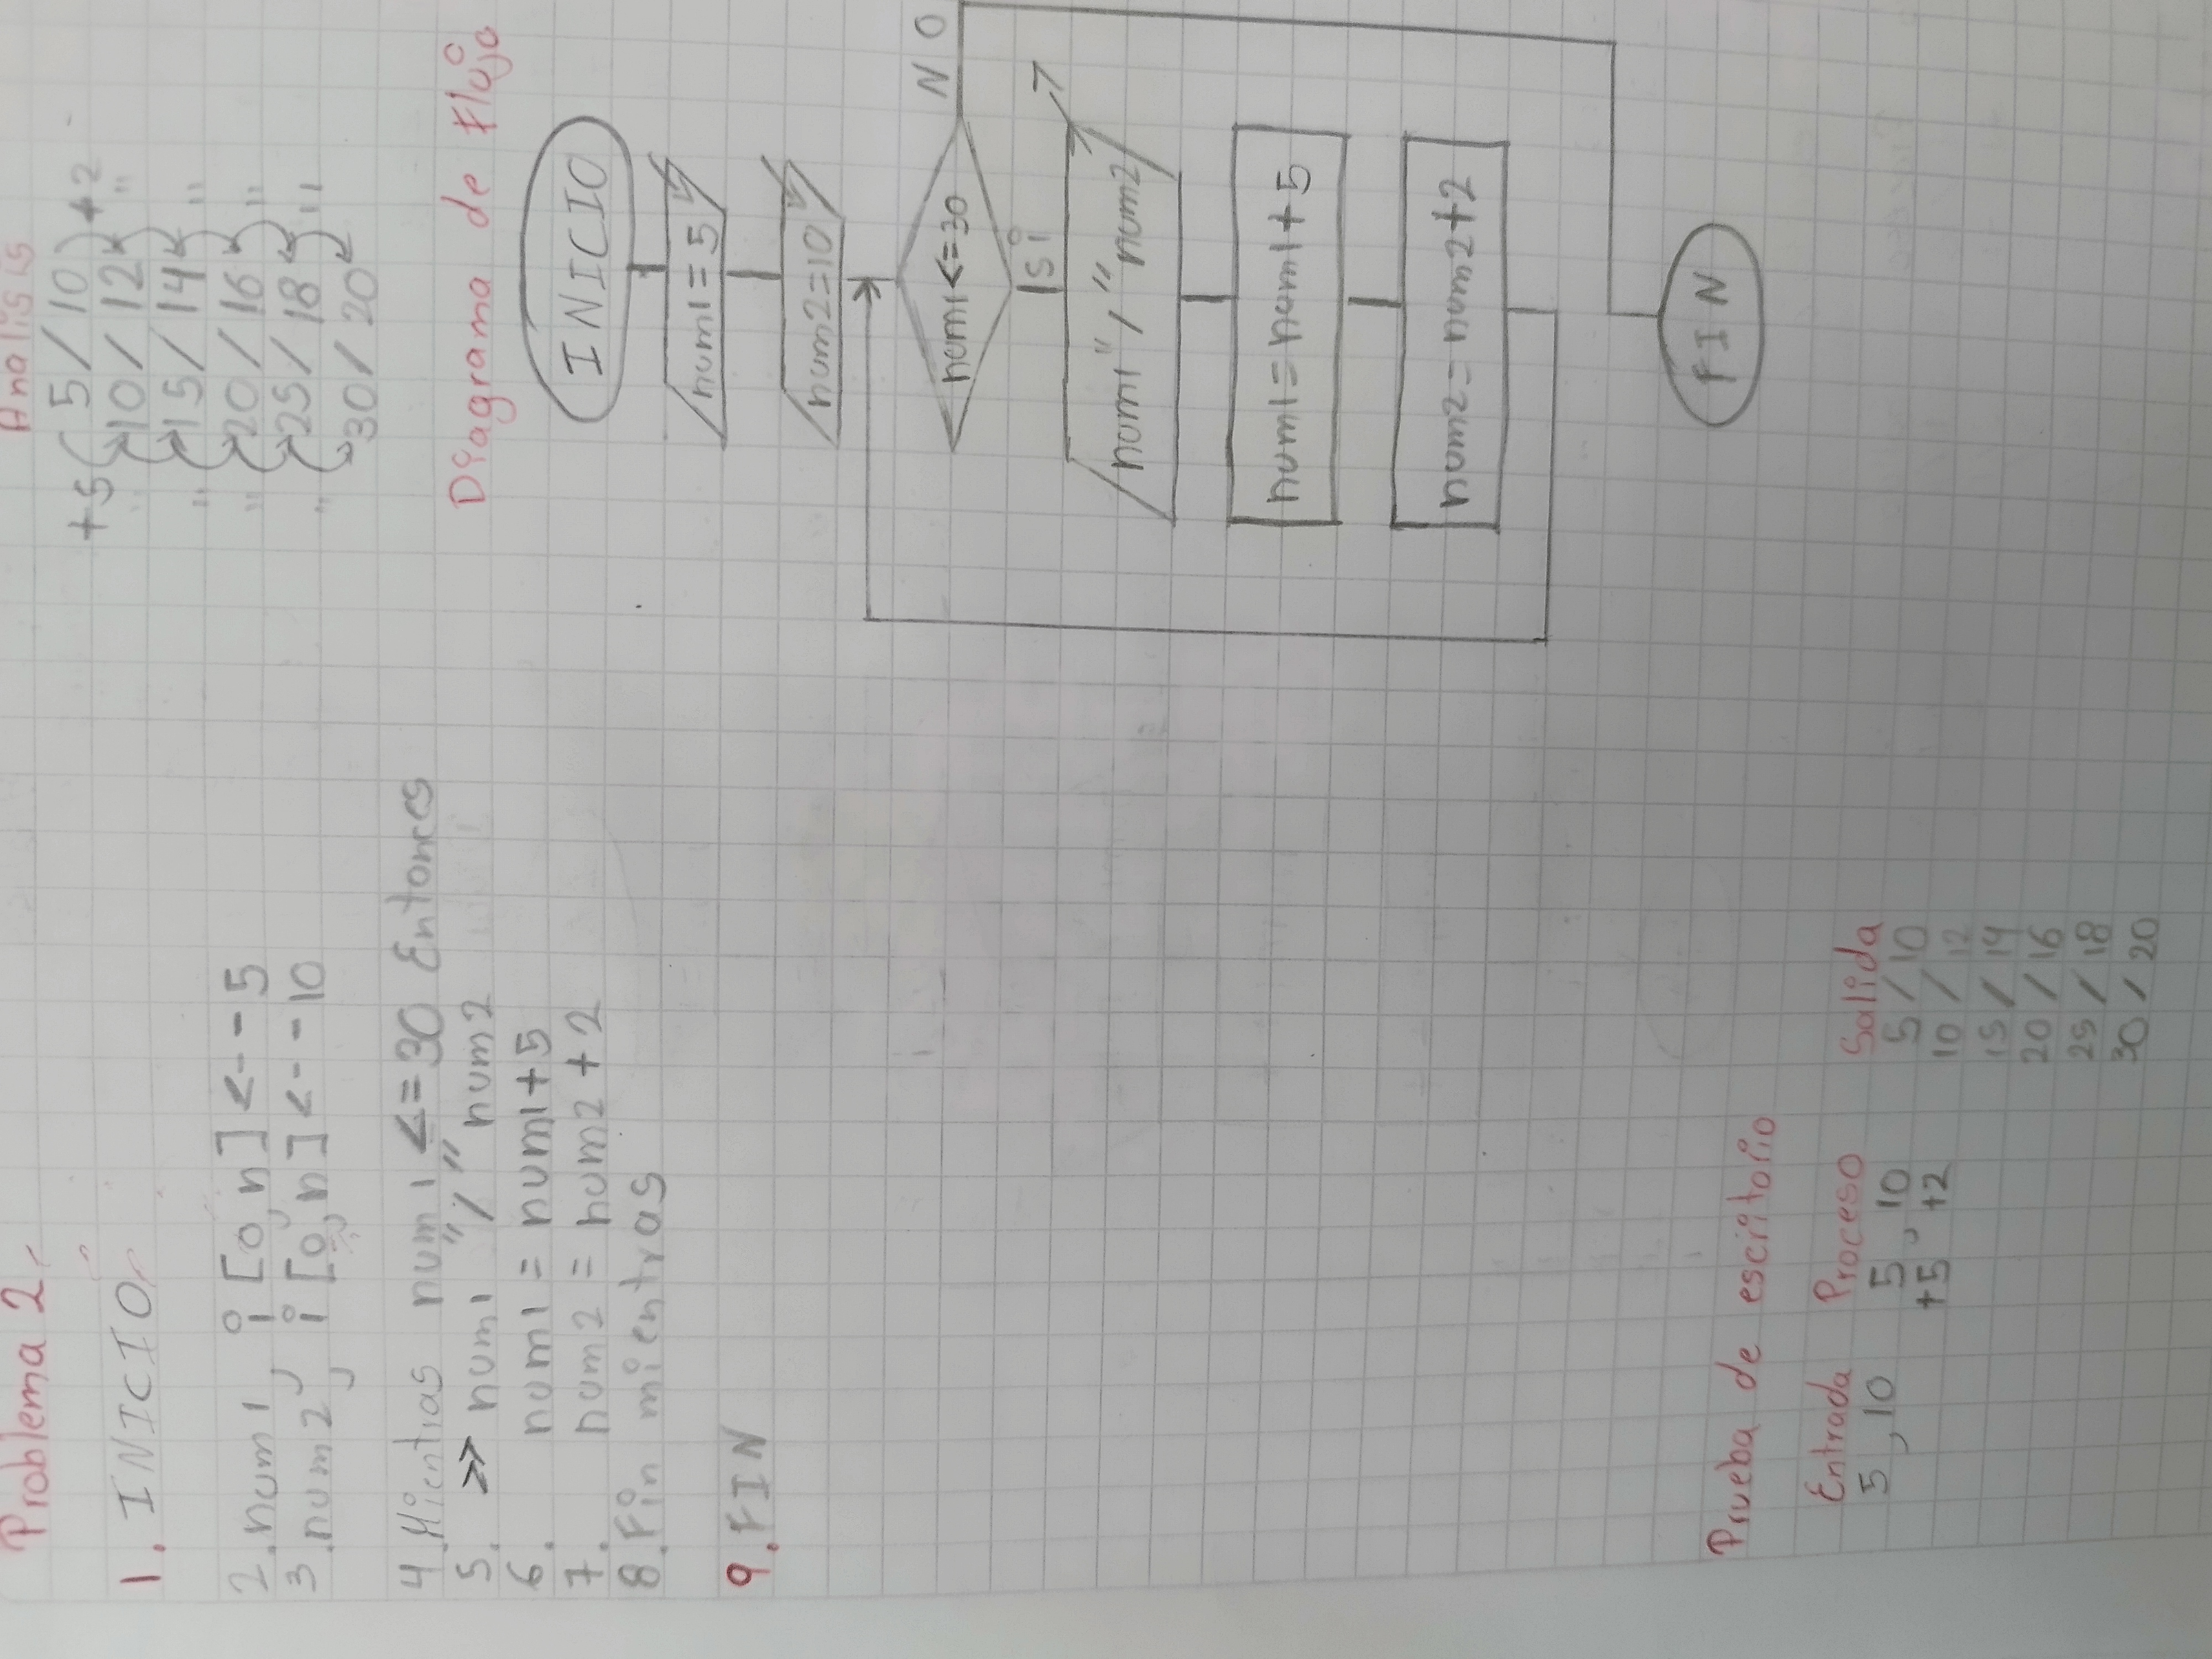 Problema 2
1. INICIO
2. num1, i [0,n] <-- 5
3. num2, i [0,n] <-- 10
4. Mientras num1 <= 30 Entonces
5. >> num1 "/" num2
6. num1 = num1+5
7. num2 = num2 + 2
8. Fin mientras
9. FIN
Analisis
+5 5/10 +2
" 10/12 "
" 15/14 "
" 20/16 "
" 25/18 "
30/20
Diagrama de Flujo
INICIO
num1=5
num2=10
num1<=30
NO
si
num1"/"num2
num1=num1+5
num2=num2+2
FIN
Prueba de escritorio
Entrada Proceso Salida
5,10 5,10 5/10
+5 +2 10/12
15/14
20/16
25/18
30/20